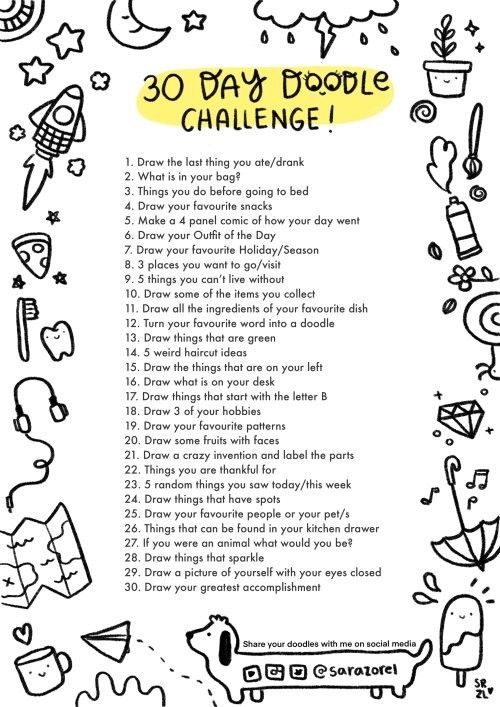 30 DAY DOODLE
CHALLENGE!
1. Draw the last thing you ate/drank
2. What is in your bag?
3. Things you do before going to bed
4. Draw your favourite snacks
5. Make a 4 panel comic of how your day went
6. Draw your Outfit of the Day
7. Draw your favourite Holiday/Season
8. 3 places you want to go/visit
9. 5 things you can't live without
10. Draw some of the items you collect
11. Draw all the ingredients of your favourite dish
12. Turn your favourite word into a doodle
13. Draw things that are green
14. 5 weird haircut ideas
15. Draw the things that are on your left
16. Draw what is on your desk
17. Draw things that start with the letter B
18. Draw 3 of your hobbies
19. Draw your favourite patterns
20. Draw some fruits with faces
21. Draw a crazy invention and label the parts
22. Things you are thankful for
23. 5 random things you saw today/this week
24. Draw things that have spots
25. Draw your favourite people or your pet/s
26. Things that can be found in your kitchen drawer
27. If you were an animal what would you be?
28. Draw things that sparkle
29. Draw a picture of yourself with your eyes closed
30. Draw your greatest accomplishment
Share your doodles with me on social media
@sarazorel
SR
ZL